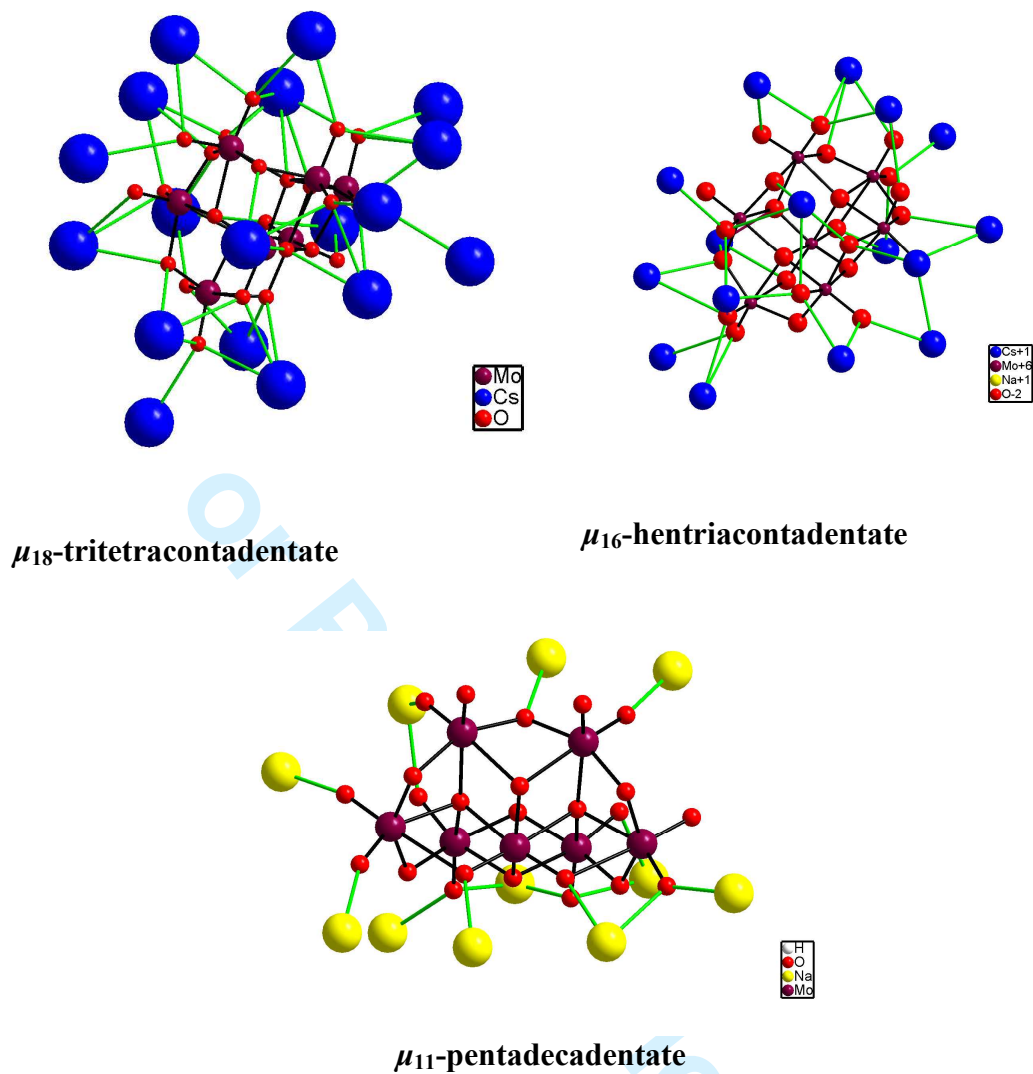 Mo
Cs
O
Cs+1
Mo+6
Na+1
O-2
μ18-tritetracontadentate
μ16-hentriacontadentate
H
O
Na
Mo
μ11-pentadecadentate